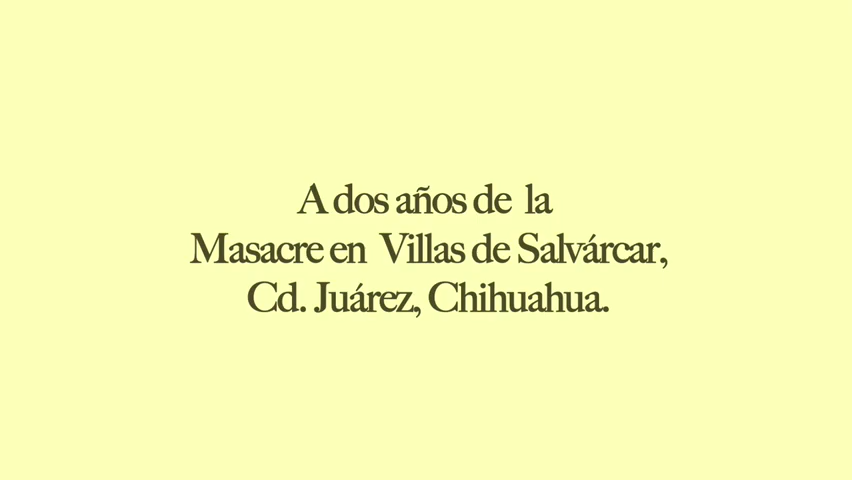 A dos años de la
Masacre en Villas de Salvárcar,
Cd. Juárez, Chihuahua.